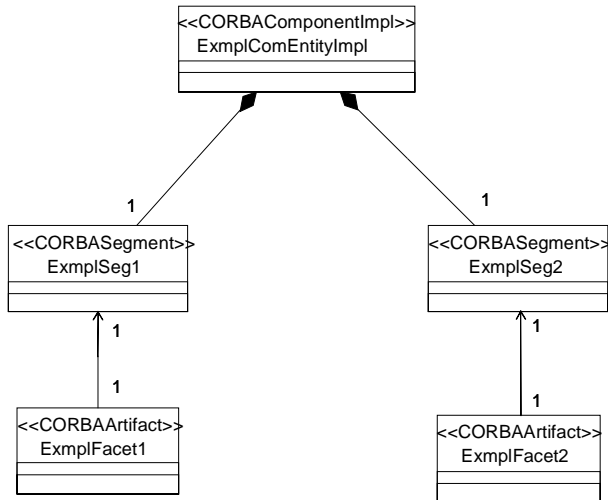 <<CORBAComponentImpl>>
ExmplComEntityImpl
1
1
<<CORBASegment>>
ExmplSeg1
<<CORBASegment>>
ExmplSeg2
1
1
1
1
<<CORBAArtifact>>
ExmplFacet1
<<CORBAArtifact>>
ExmplFacet2